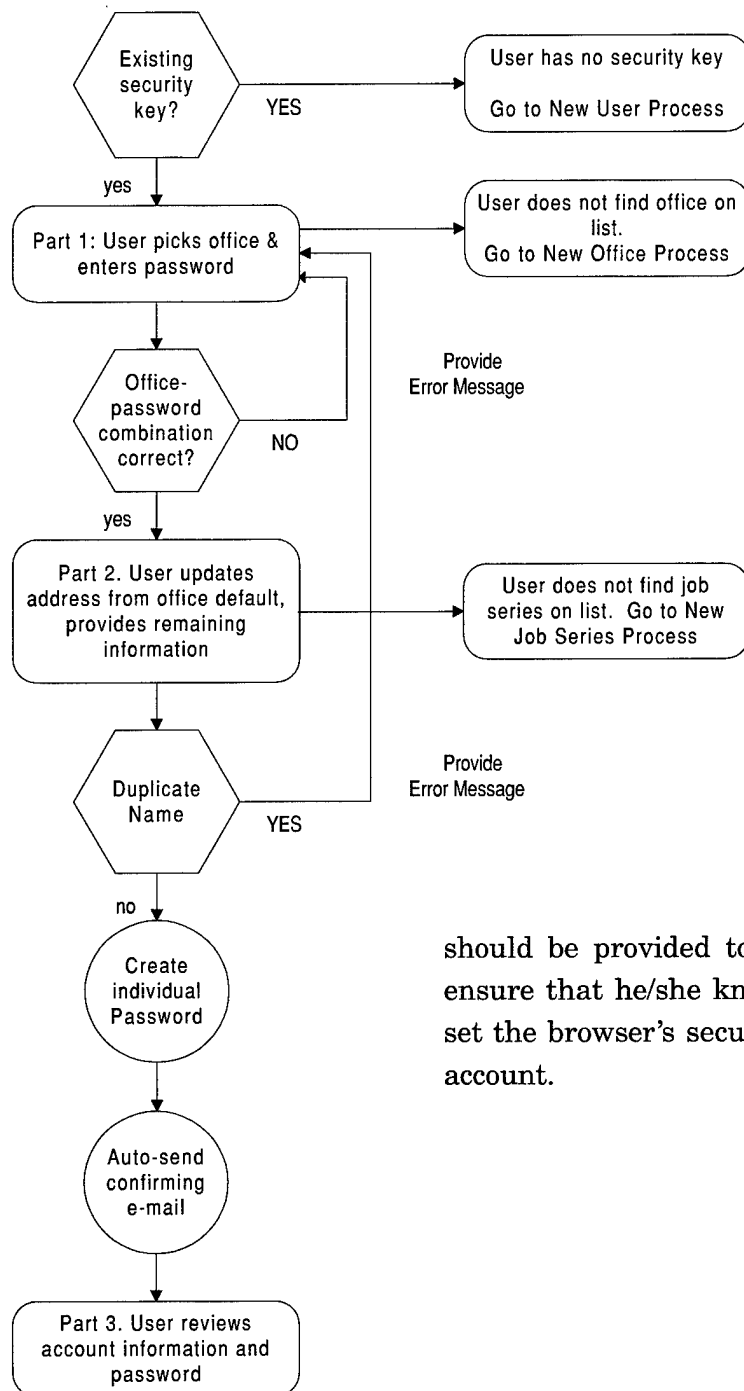 Existing
security
key?
YES
User has no security key
Go to New User Process
yes
Part 1: User picks office &
enters password
User does not find office on
list.
Go to New Office Process
Provide
Error Message
Office-
password
combination
correct?
NO
yes
Part 2. User updates
address from office default,
provides remaining
information
User does not find job
series on list. Go to New
Job Series Process
Provide
Error Message
Duplicate
Name
YES
no
Create
individual
Password
should be provided to
ensure that he/she kn
set the browser's secu
account.
Auto-send
confirming
e-mail
Part 3. User reviews
account information and
password